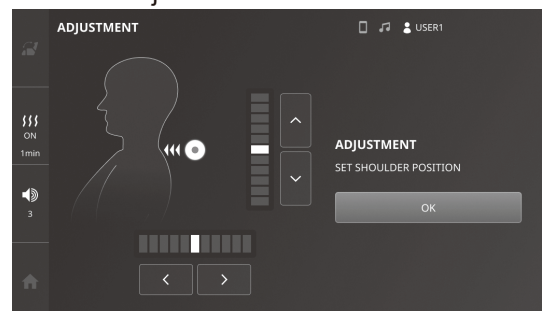 ADJUSTMENT
USER1
ON
1min
3
ADJUSTMENT
SET SHOULDER POSITION
OK